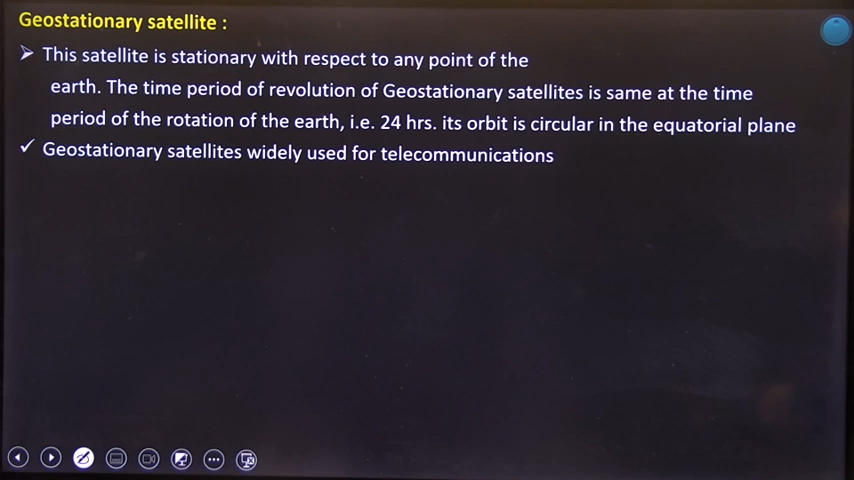 Geostationary satellite :
➢ This satellite is stationary with respect to any point of the
earth. The time period of revolution of Geostationary satellites is same at the time
period of the rotation of the earth, i.e. 24 hrs. its orbit is circular in the equatorial plane
✓ Geostationary satellites widely used for telecommunications